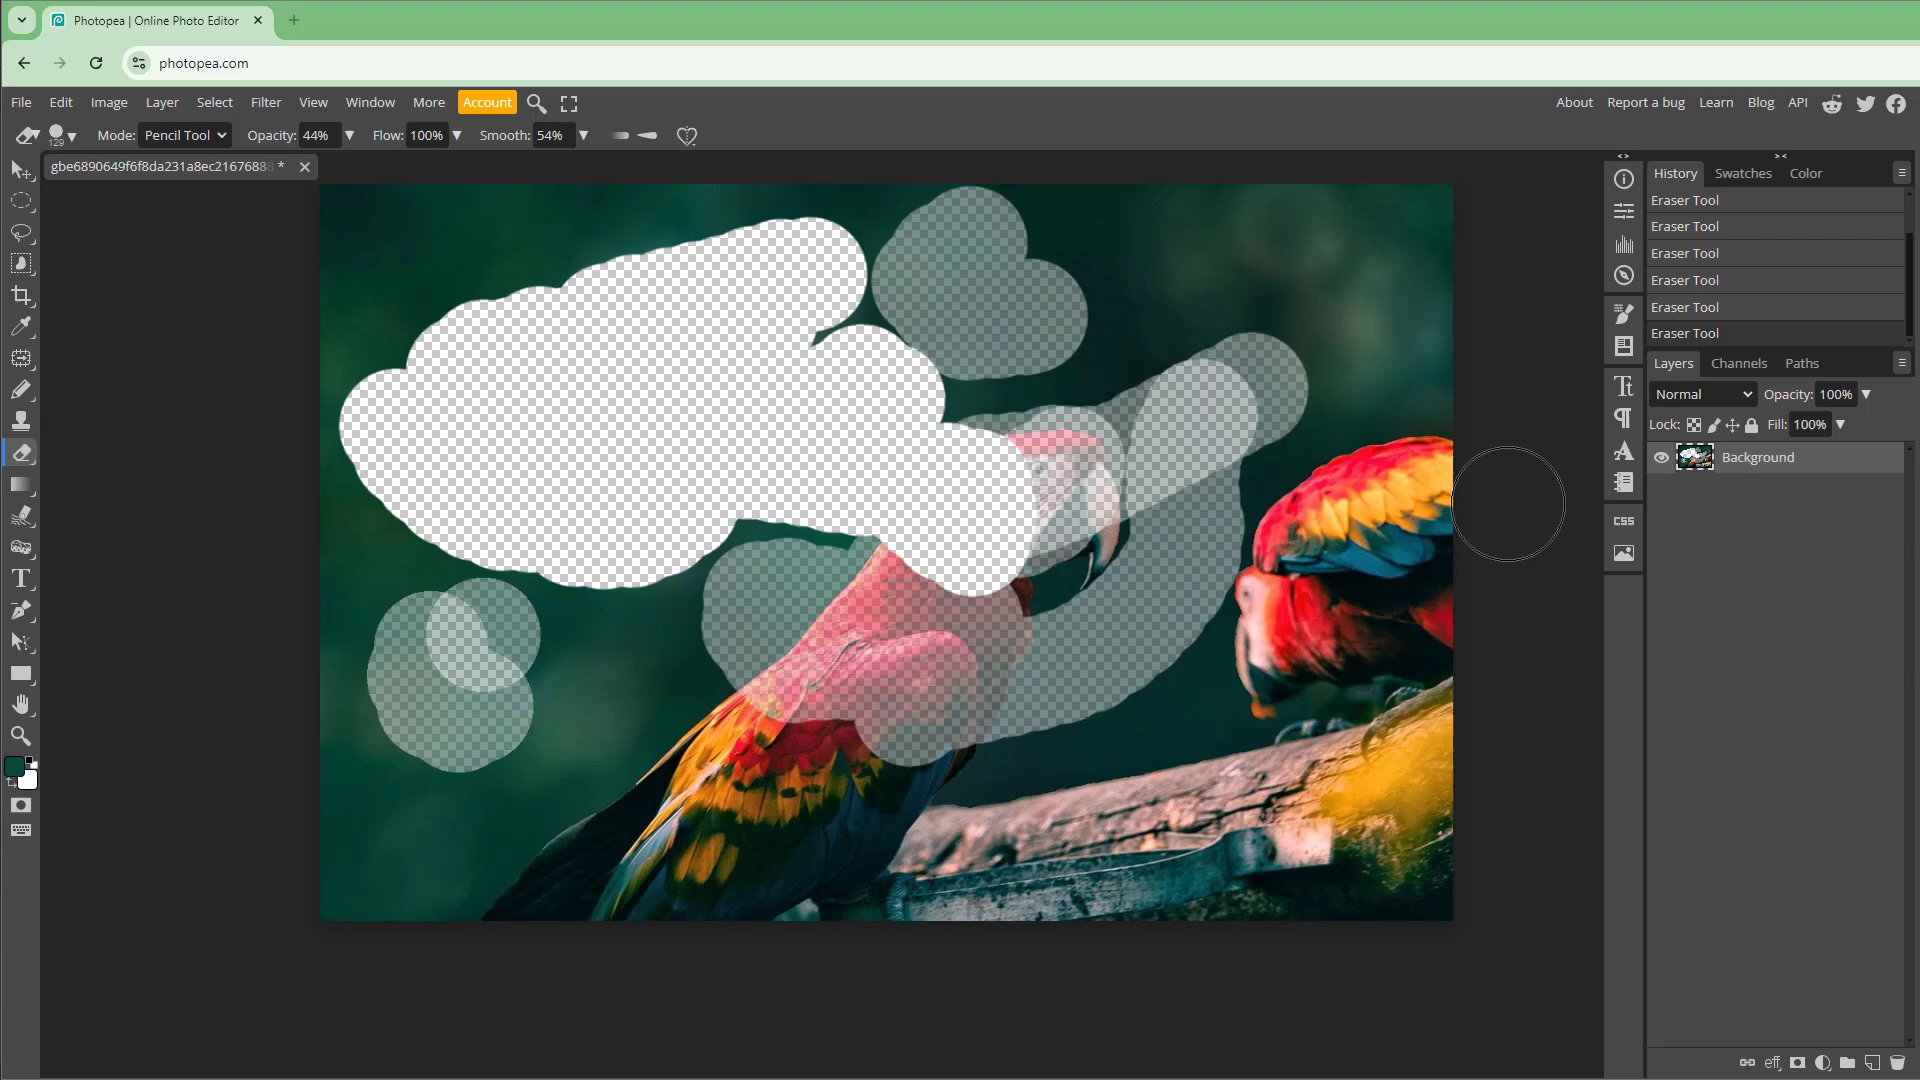 Photopea | Online Photo Editor
photopea.com
File Edit Image Layer Select Filter View Window More Account About Report a bug Learn Blog API
129 Mode: Pencil Tool Opacity: 44% Flow: 100% Smooth: 54%
gbe6890649f6f8da231a8ec21676888 *
History Swatches Color
Eraser Tool
Eraser Tool
Eraser Tool
Eraser Tool
Eraser Tool
Eraser Tool
Layers Channels Paths
Normal Opacity: 100%
Lock: Fill: 100%
Background
CSS
eff